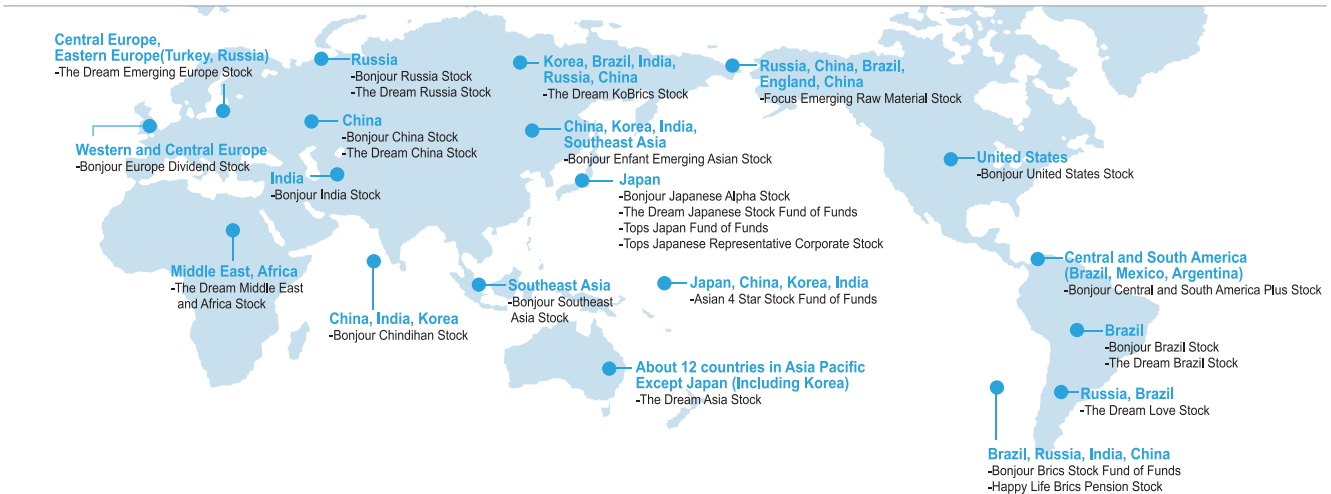 Central Europe,
Eastern Europe(Turkey, Russia)
-The Dream Emerging Europe Stock
Western and Central Europe
-Bonjour Europe Dividend Stock
Russia
-Bonjour Russia Stock
-The Dream Russia Stock
China
-Bonjour China Stock
-The Dream China Stock
India
-Bonjour India Stock
Middle East, Africa
-The Dream Middle East
and Africa Stock
China, India, Korea
-Bonjour Chindihan Stock
Korea, Brazil, India,
Russia, China
-The Dream KoBrics Stock
China, Korea, India,
Southeast Asia
-Bonjour Enfant Emerging Asian Stock
Japan
-Bonjour Japanese Alpha Stock
-The Dream Japanese Stock Fund of Funds
-Tops Japan Fund of Funds
-Tops Japanese Representative Corporate Stock
Southeast Asia
-Bonjour Southeast
Asia Stock
Japan, China, Korea, India
-Asian 4 Star Stock Fund of Funds
About 12 countries in Asia Pacific
Except Japan (Including Korea)
-The Dream Asia Stock
Russia, China, Brazil,
England, China
-Focus Emerging Raw Material Stock
United States
-Bonjour United States Stock
Central and South America
(Brazil, Mexico, Argentina)
-Bonjour Central and South America Plus Stock
Brazil
-Bonjour Brazil Stock
-The Dream Brazil Stock
Russia, Brazil
-The Dream Love Stock
Brazil, Russia, India, China
-Bonjour Brics Stock Fund of Funds
-Happy Life Brics Pension Stock